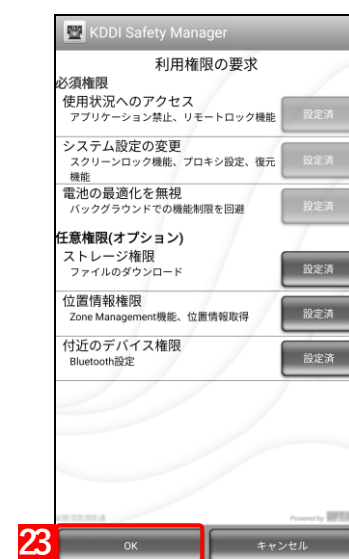 KDDI Safety Manager
利用権限の要求
必須権限
使用状況へのアクセス
アプリケーション禁止、リモートロック機能
設定済
システム設定の変更
スクリーンロック機能、プロキシ設定、復元
機能
設定済
電池の最適化を無視
バックグラウンドでの機能制限を回避
設定済
任意権限(オプション)
ストレージ権限
ファイルのダウンロード
設定済
位置情報権限
Zone Management機能、位置情報取得
設定済
付近のデバイス権限
Bluetooth設定
設定済
Powered by
23
OK
キャンセル